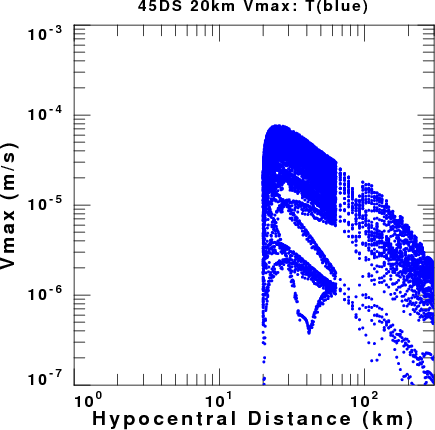 45DS 20km Vmax: T(blue)
10^-3
10^-4
10^-5
10^-6
10^-7
Vmax (m/s)
10^0 10^1 10^2
Hypocentral Distance (km)